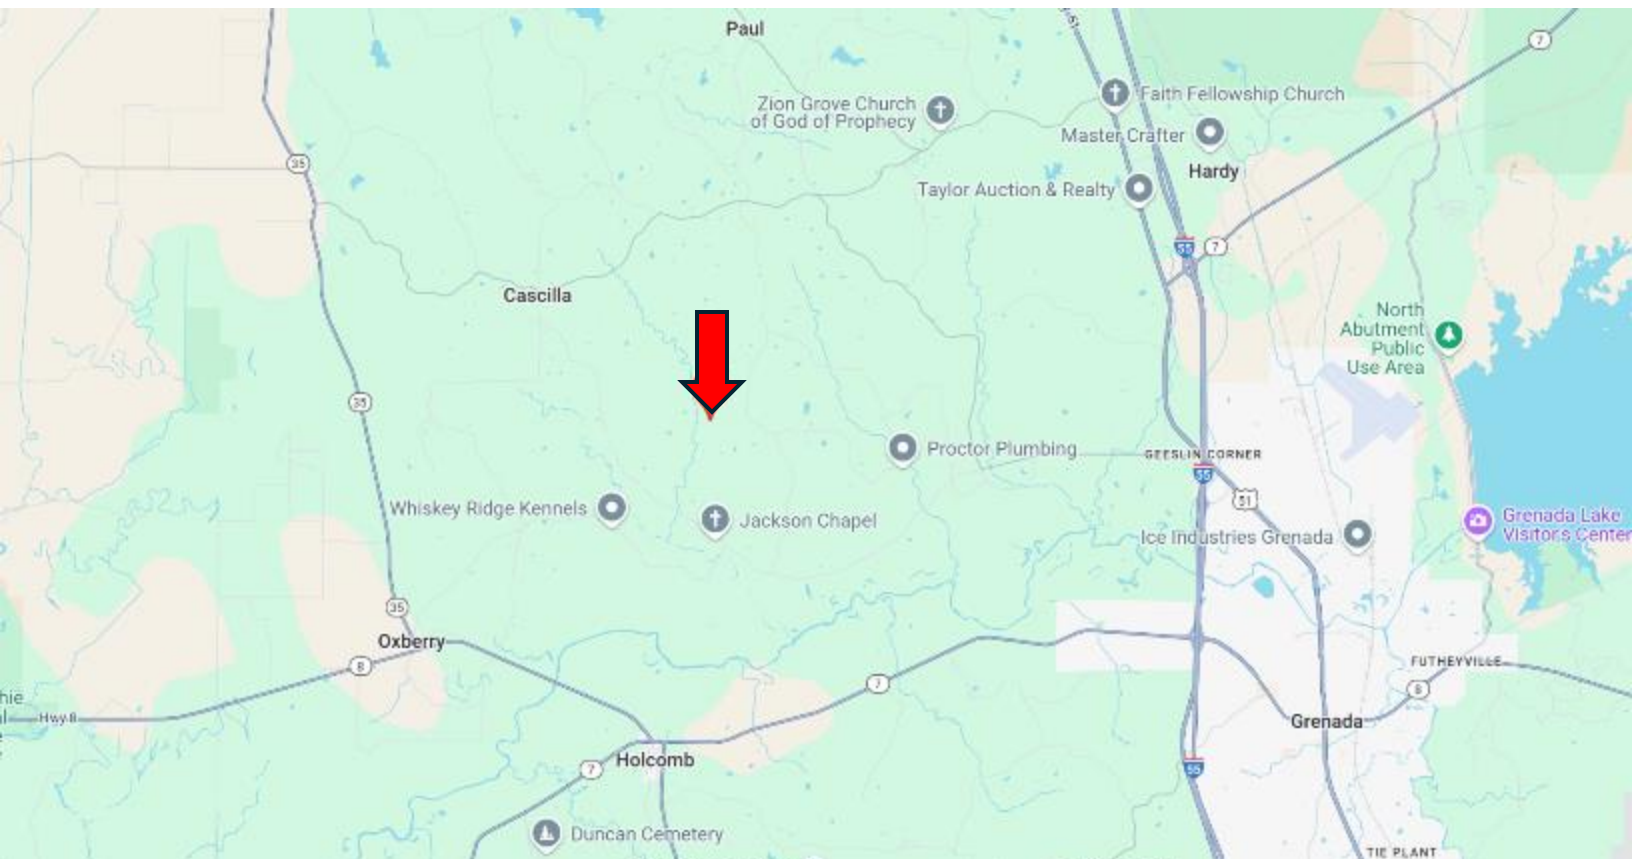 Paul
51
7
Zion Grove Church
of God of Prophecy
Faith Fellowship Church
Master Crafter
35
Hardy
Taylor Auction & Realty
55
7
Cascilla
North
Abutment
Public
Use Area
35
Proctor Plumbing
GEESLIN CORNER
55
51
Whiskey Ridge Kennels
Jackson Chapel
Grenada Lake
Visitors Center
Ice Industries Grenada
35
Oxberry
8
FUTHEYVILLE
7
8
hie
Hwy 8
Grenada
Holcomb
7
55
Duncan Cemetery
TIE PLANT